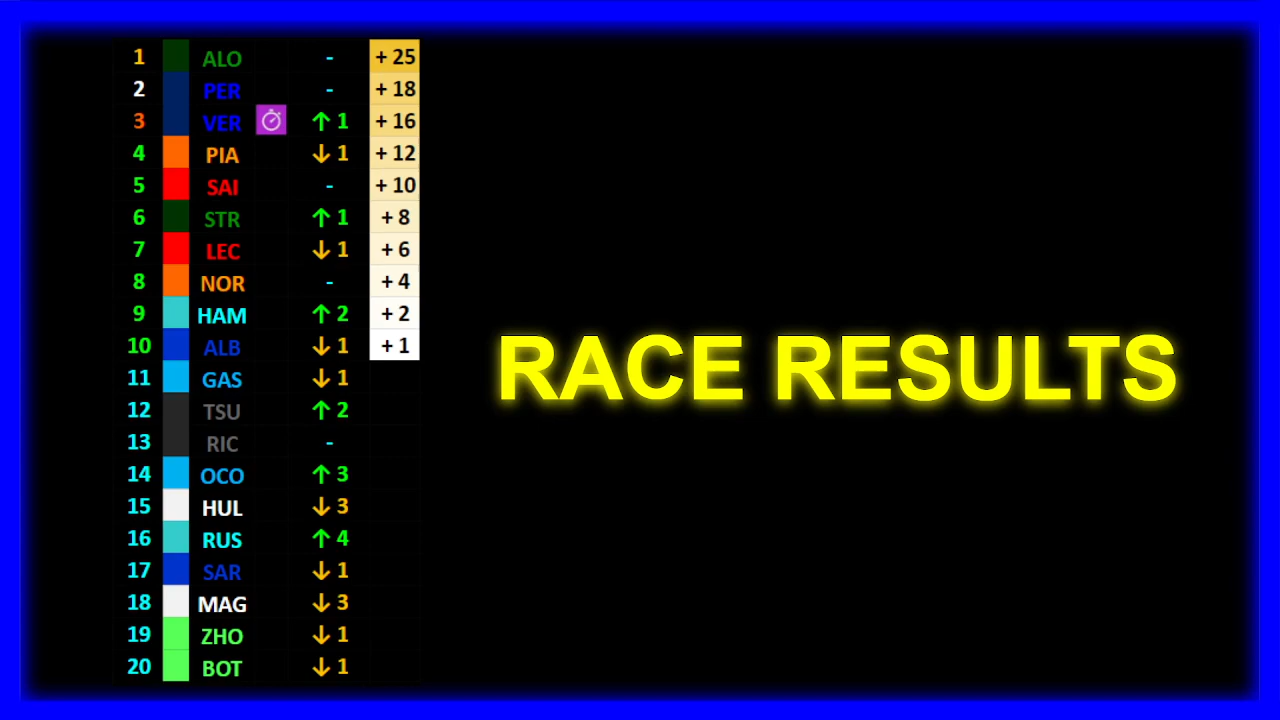 1 ALO - + 25
2 PER - + 18
3 VER ↑ 1 + 16
4 PIA ↓ 1 + 12
5 SAI - + 10
6 STR ↑ 1 + 8
7 LEC ↓ 1 + 6
8 NOR - + 4
9 HAM ↑ 2 + 2
10 ALB ↓ 1 + 1
11 GAS ↓ 1
12 TSU ↑ 2
13 RIC -
14 OCO ↑ 3
15 HUL ↓ 3
16 RUS ↑ 4
17 SAR ↓ 1
18 MAG ↓ 3
19 ZHO ↓ 1
20 BOT ↓ 1
RACE RESULTS